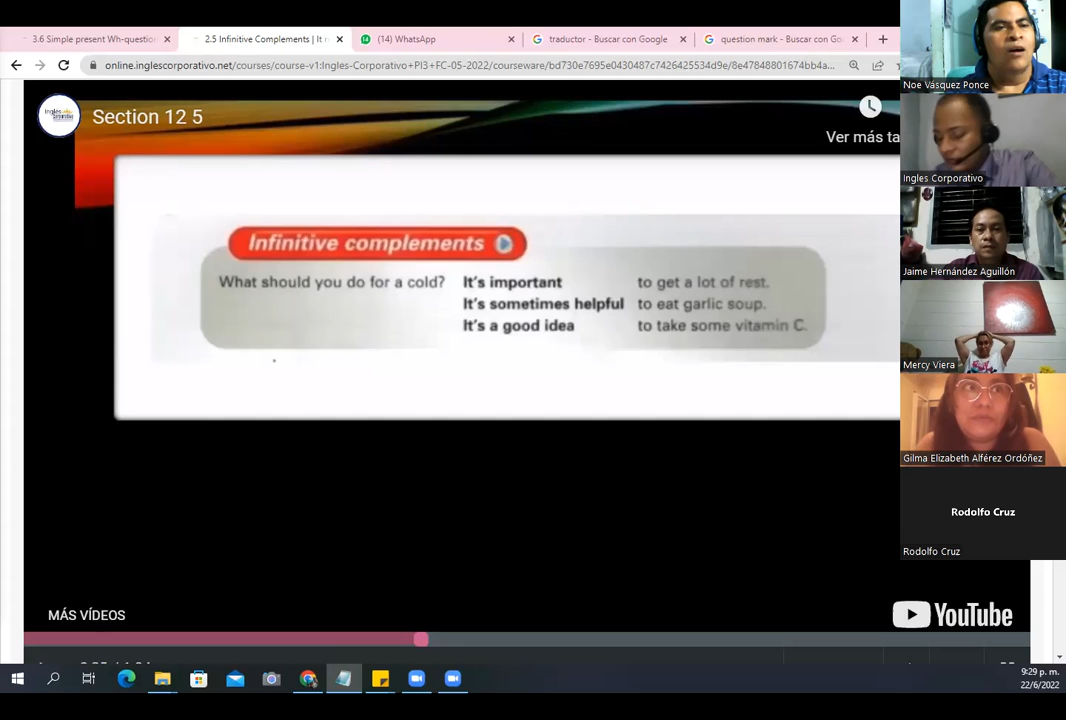 3.6 Simple present Wh-question
2.5 Infinitive Complements | It
(14) WhatsApp
traductor - Buscar con Google
question mark - Buscar con Go
online.inglescorporativo.net/courses/course-v1:Ingles-Corporativo+PI3+FC-05-2022/courseware/bd730e7695e0430487c7426425534d9e/8e47848801674bb4a...
Section 12 5
Ver más ta
Infinitive complements
What should you do for a cold? It's important to get a lot of rest.
It's sometimes helpful to eat garlic soup.
It's a good idea to take some vitamin C.
MÁS VÍDEOS
YouTube
Noe Vásquez Ponce
Ingles Corporativo
Jaime Hernández Aguillón
Mercy Viera
Gilma Elizabeth Alférez Ordóñez
Rodolfo Cruz
Rodolfo Cruz
9:29 p. m.
22/6/2022